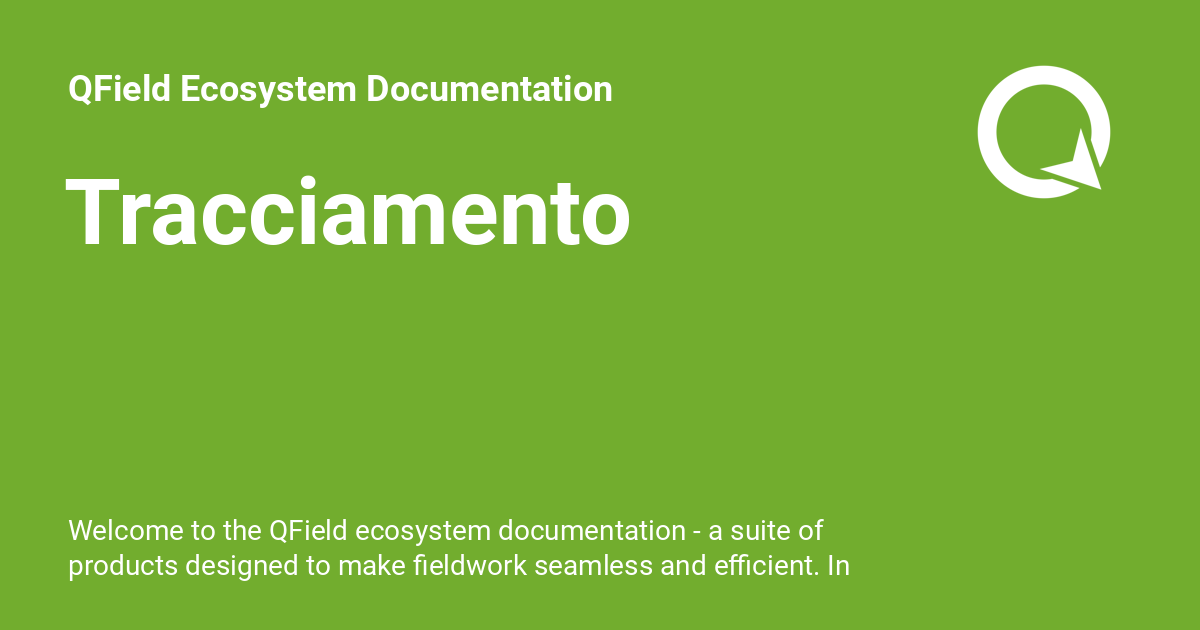 QField Ecosystem Documentation
Tracciamento
Welcome to the QField ecosystem documentation - a suite of
products designed to make fieldwork seamless and efficient. In